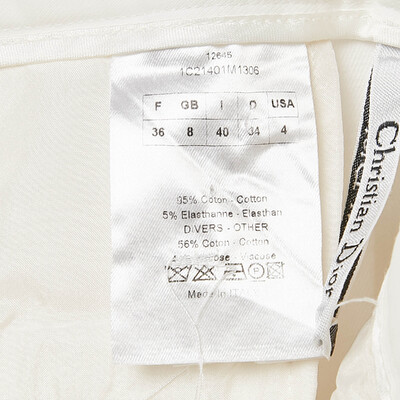 12645
1C21401M1306
F GB I D USA
36 8 40 34 4
95% Coton - Cotton
5% Elasthanne - Elasthan
DIVERS - OTHER
56% Coton - Cotton
Viscose
Made in
Christian Dior